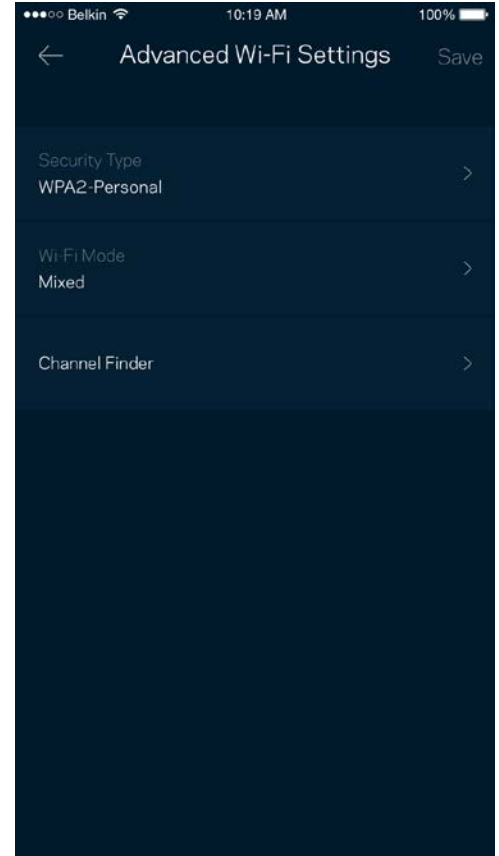 Belkin 10:19 AM 100%
Advanced Wi-Fi Settings Save
Security Type
WPA2-Personal
Wi-Fi Mode
Mixed
Channel Finder